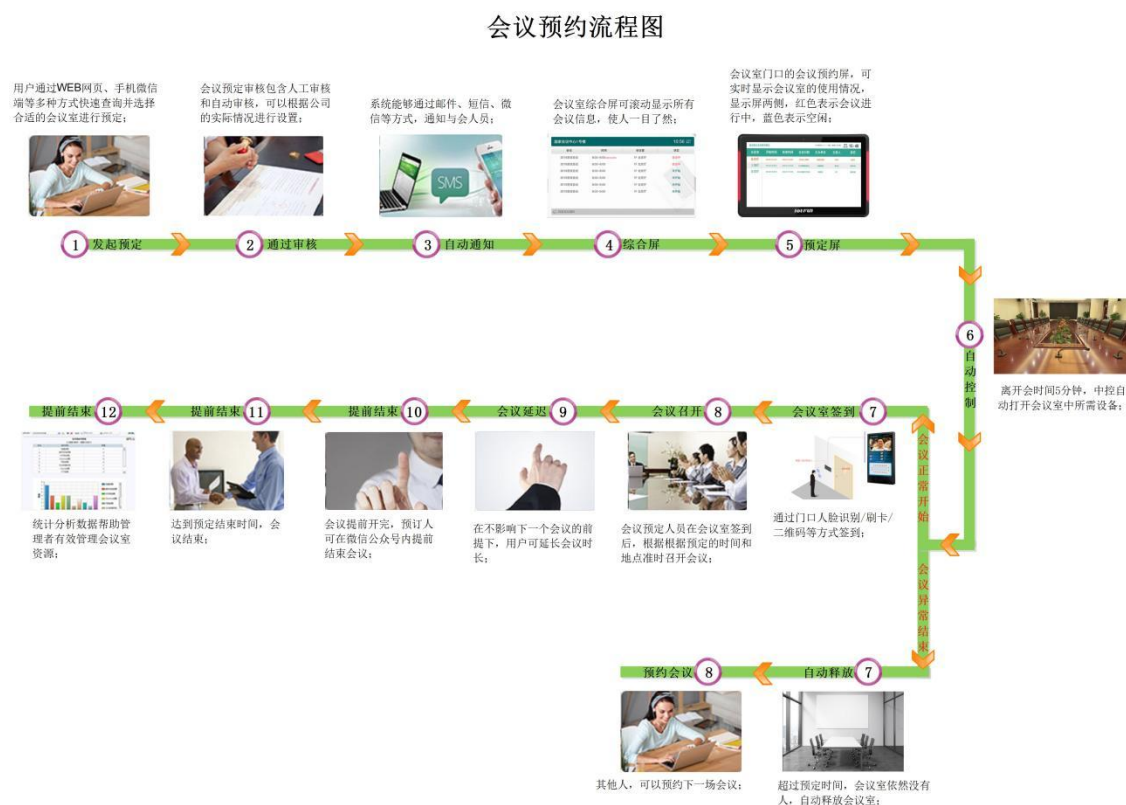 会议预约流程图
用户通过WEB网页、手机微信
端等多种方式快速查询并选择
合适的会议室进行预定；
会议预定审核包含人工审核
和自动审核，可以根据公司
的实际情况进行设置；
系统能够通过邮件、短信、微
信等方式，通知与会人员；
会议室综合屏可滚动显示所有
会议信息，使人一目了然；
会议室门口的会议预约屏，可
实时显示会议室的使用情况，
显示屏两侧，红色表示会议进
行中，蓝色表示空闲；
SMS
1 发起预定
2 通过审核
3 自动通知
4 综合屏
5 预定屏
6
自动控制
离开会时间5分钟，中控自
动打开会议室中所需设备；
会议正常开始
会议室签到 7
会议召开 8
会议延迟 9
提前结束 10
提前结束 11
提前结束 12
通过门口人脸识别/刷卡/
二维码等方式签到；
会议预定人员在会议室签到
后，根据根据预定的时间和
地点准时召开会议；
在不影响下一个会议的前
提下，用户可延长会议时
长；
会议提前开完，预订人
可在微信公众号内提前
结束会议；
达到预定结束时间，会
议结束；
统计分析数据帮助管
理者有效管理会议室
资源；
会议异常结束
自动释放 7
预约会议 8
超过预定时间，会议室依然没有
人，自动释放会议室；
其他人，可以预约下一场会议；